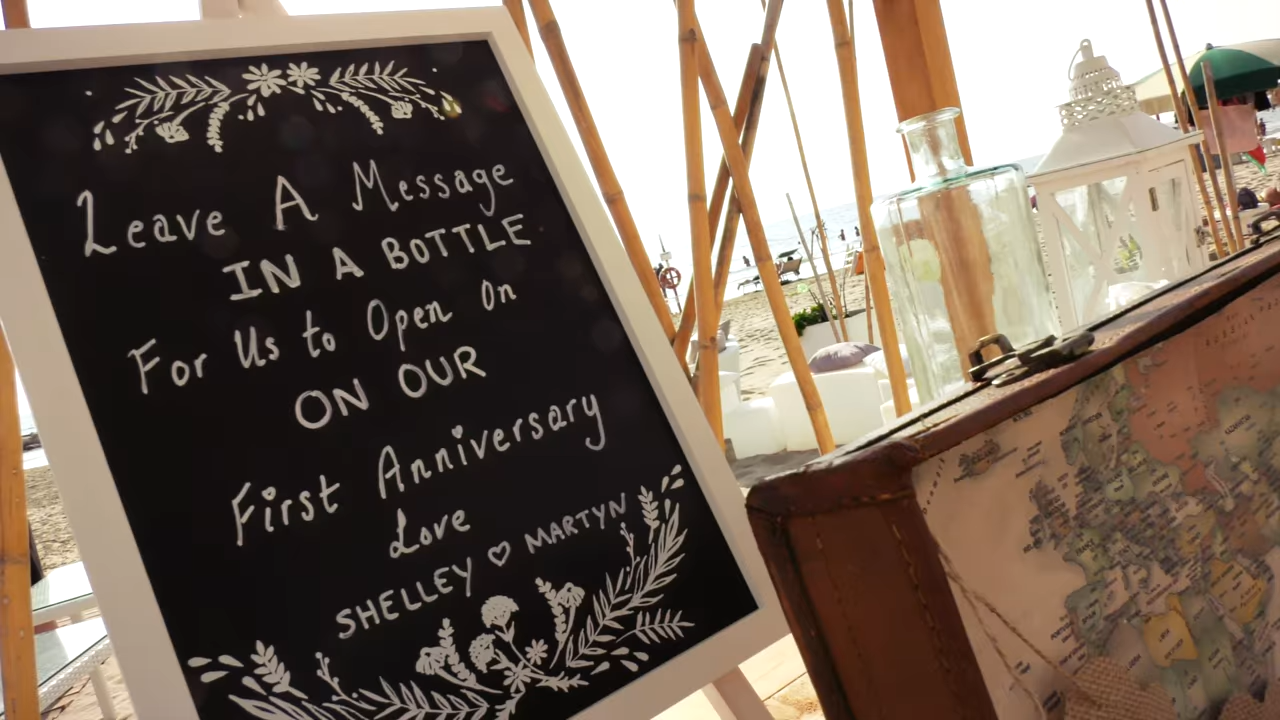 Leave A Message
IN A BOTTLE
For Us to Open On
ON OUR
First Anniversary
Love
SHELLEY ♡ MARTYN